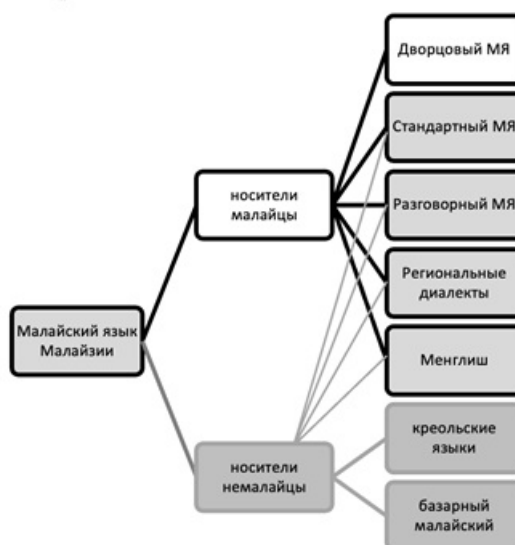 Дворцовый МЯ
Стандартный МЯ
носители
малайцы
Разговорный МЯ
Региональные
диалекты
Малайский язык
Малайзии
Менглиш
креольские
языки
носители
немалайцы
базарный
малайский